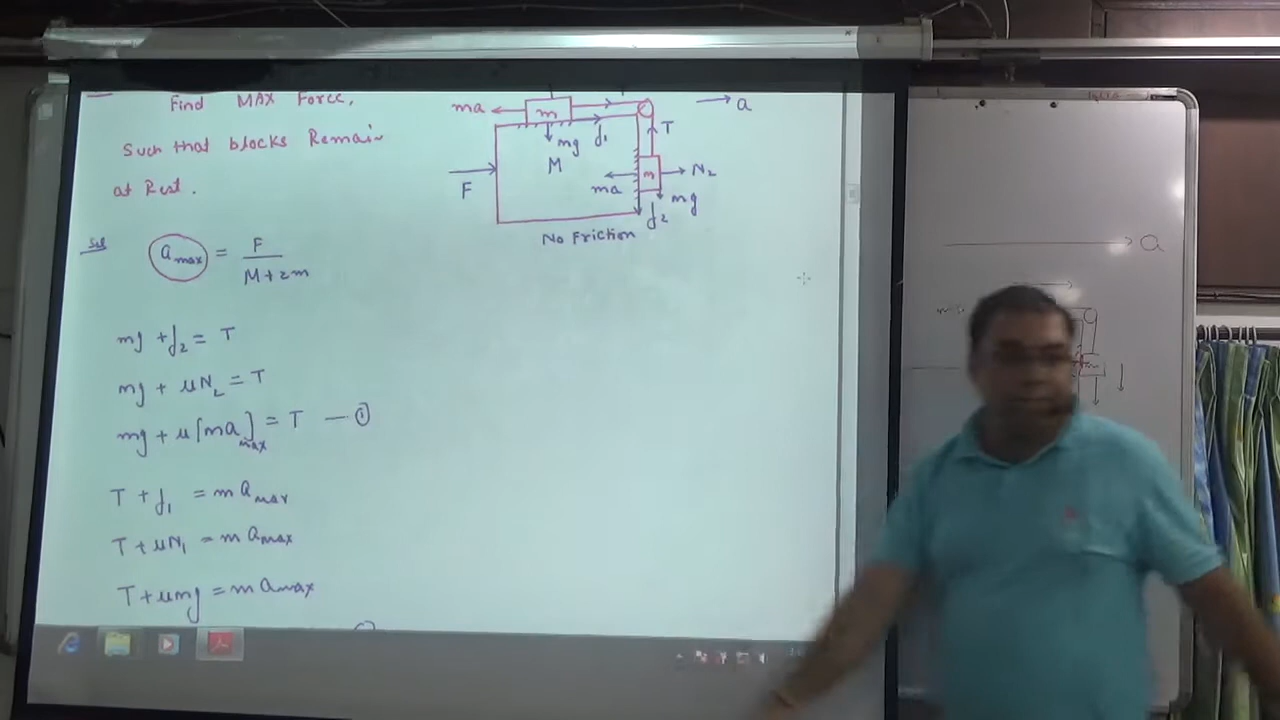 Find MAX Force,
Such that blocks Remain
at Rest.
Sol
a max = F / M+2m
mg + f2 = T
mg + μN2 = T
mg + μ[ma]max = T — ①
T + f1 = m amax
T + μN1 = m amax
T + μmg = m amax
ma
m
→ a
f1
T
mg
M
F
ma
m
N2
mg
f2
No Friction
a